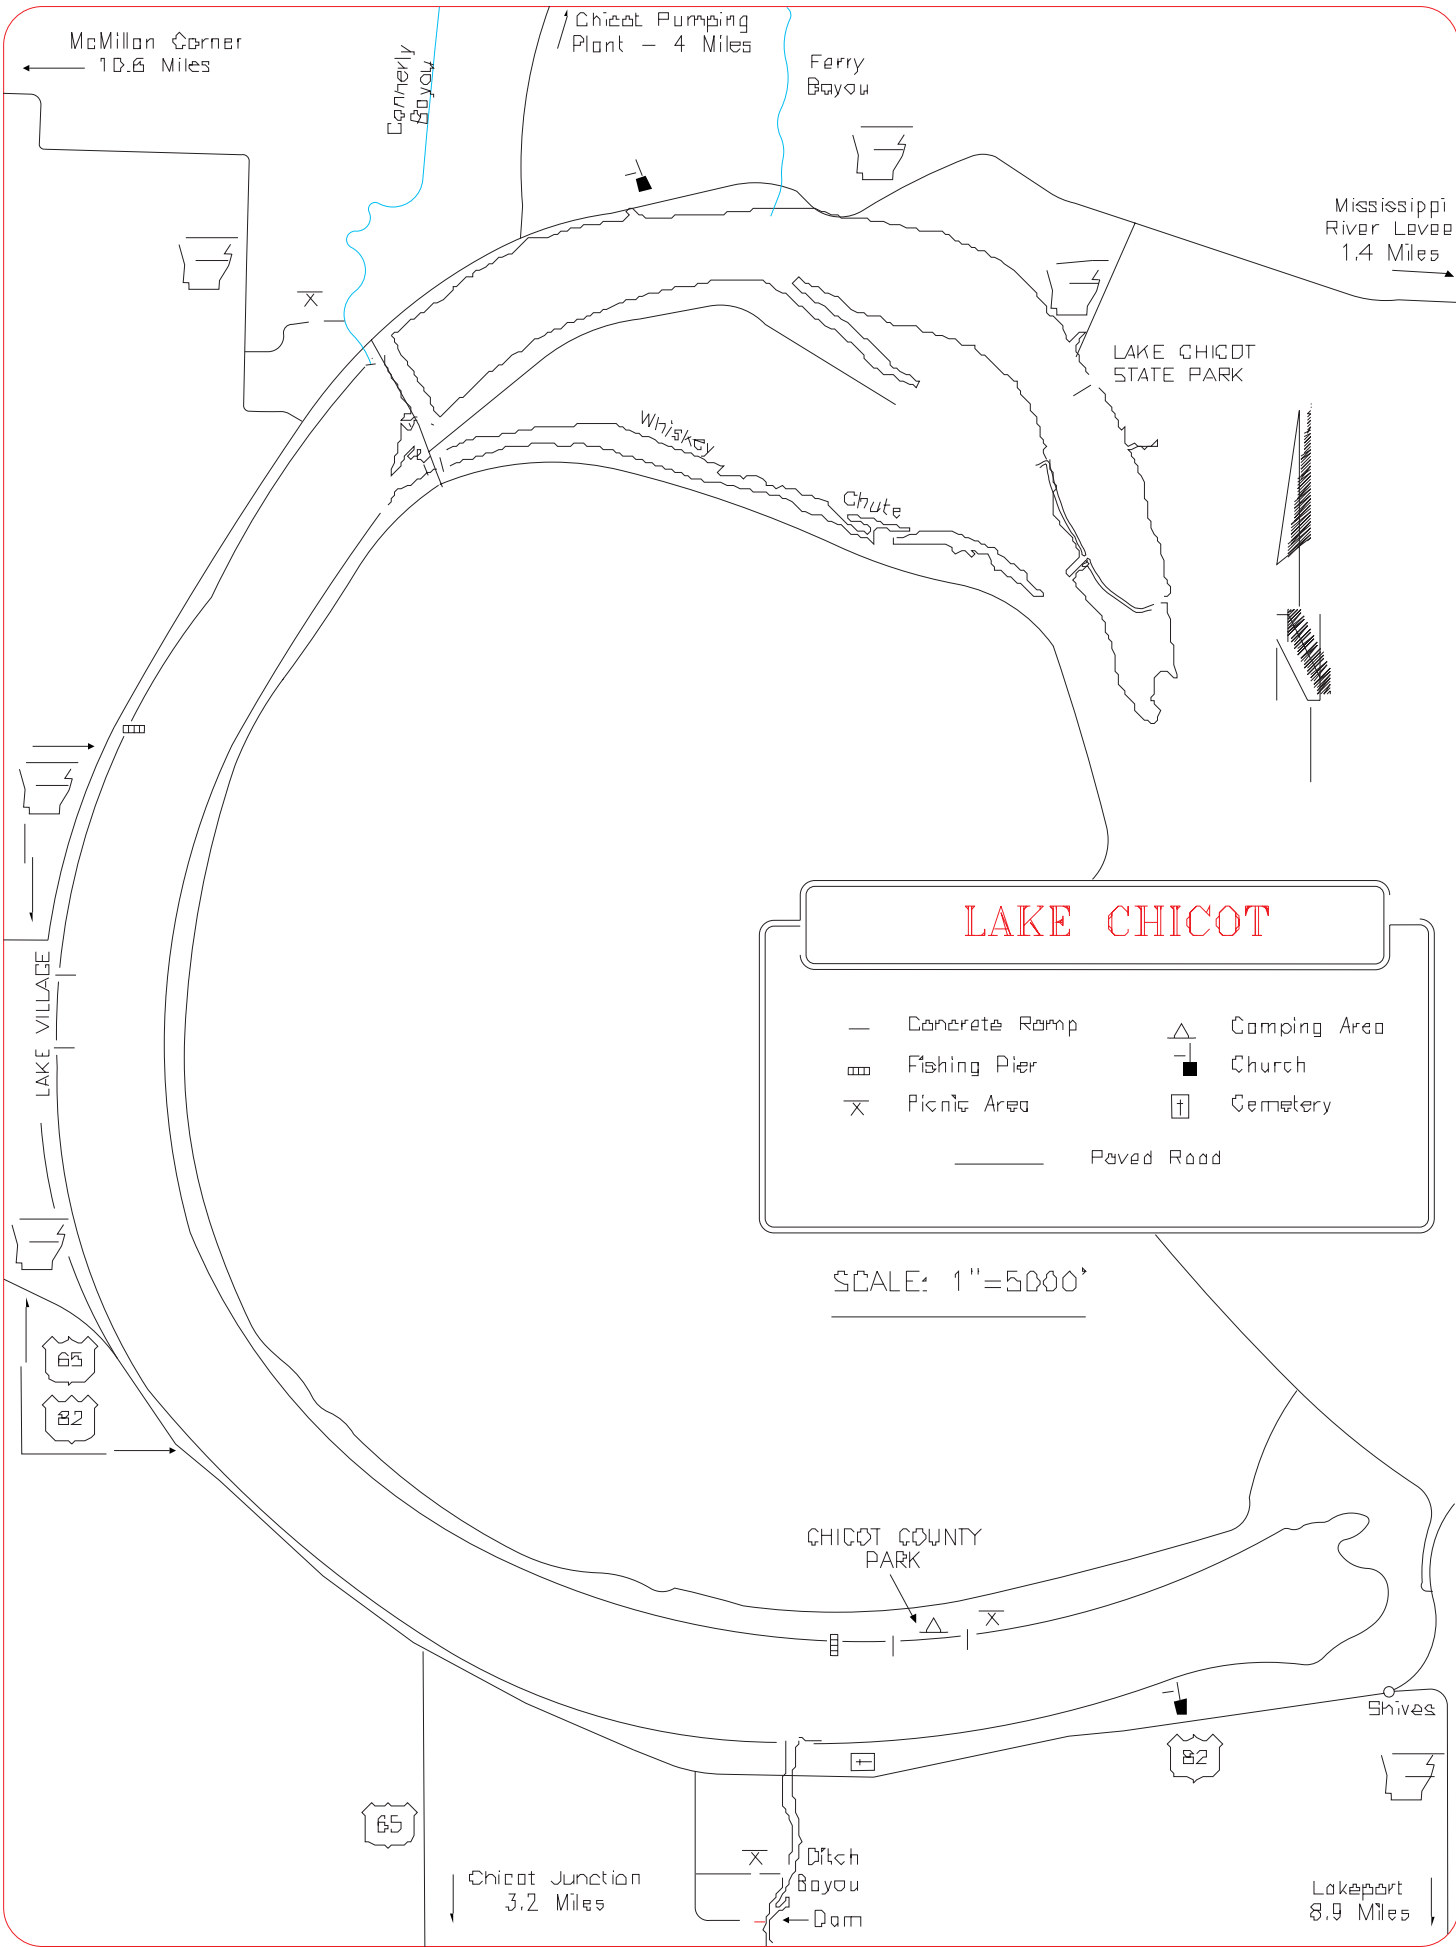 McMillan Corner
10.6 Miles
Connerly
Bayou
Chicot Pumping
Plant - 4 Miles
Ferry
Bayou
Mississippi
River Levee
1.4 Miles
LAKE CHICOT
STATE PARK
Whiskey
Chute
N
LAKE VILLAGE
LAKE CHICOT
Concrete Ramp
Camping Area
Fishing Pier
Church
Picnic Area
Cemetery
Paved Road
SCALE: 1"=5000'
65
82
CHICOT COUNTY
PARK
Shives
82
65
Chicot Junction
3.2 Miles
Ditch
Bayou
Dam
Lakeport
8.9 Miles